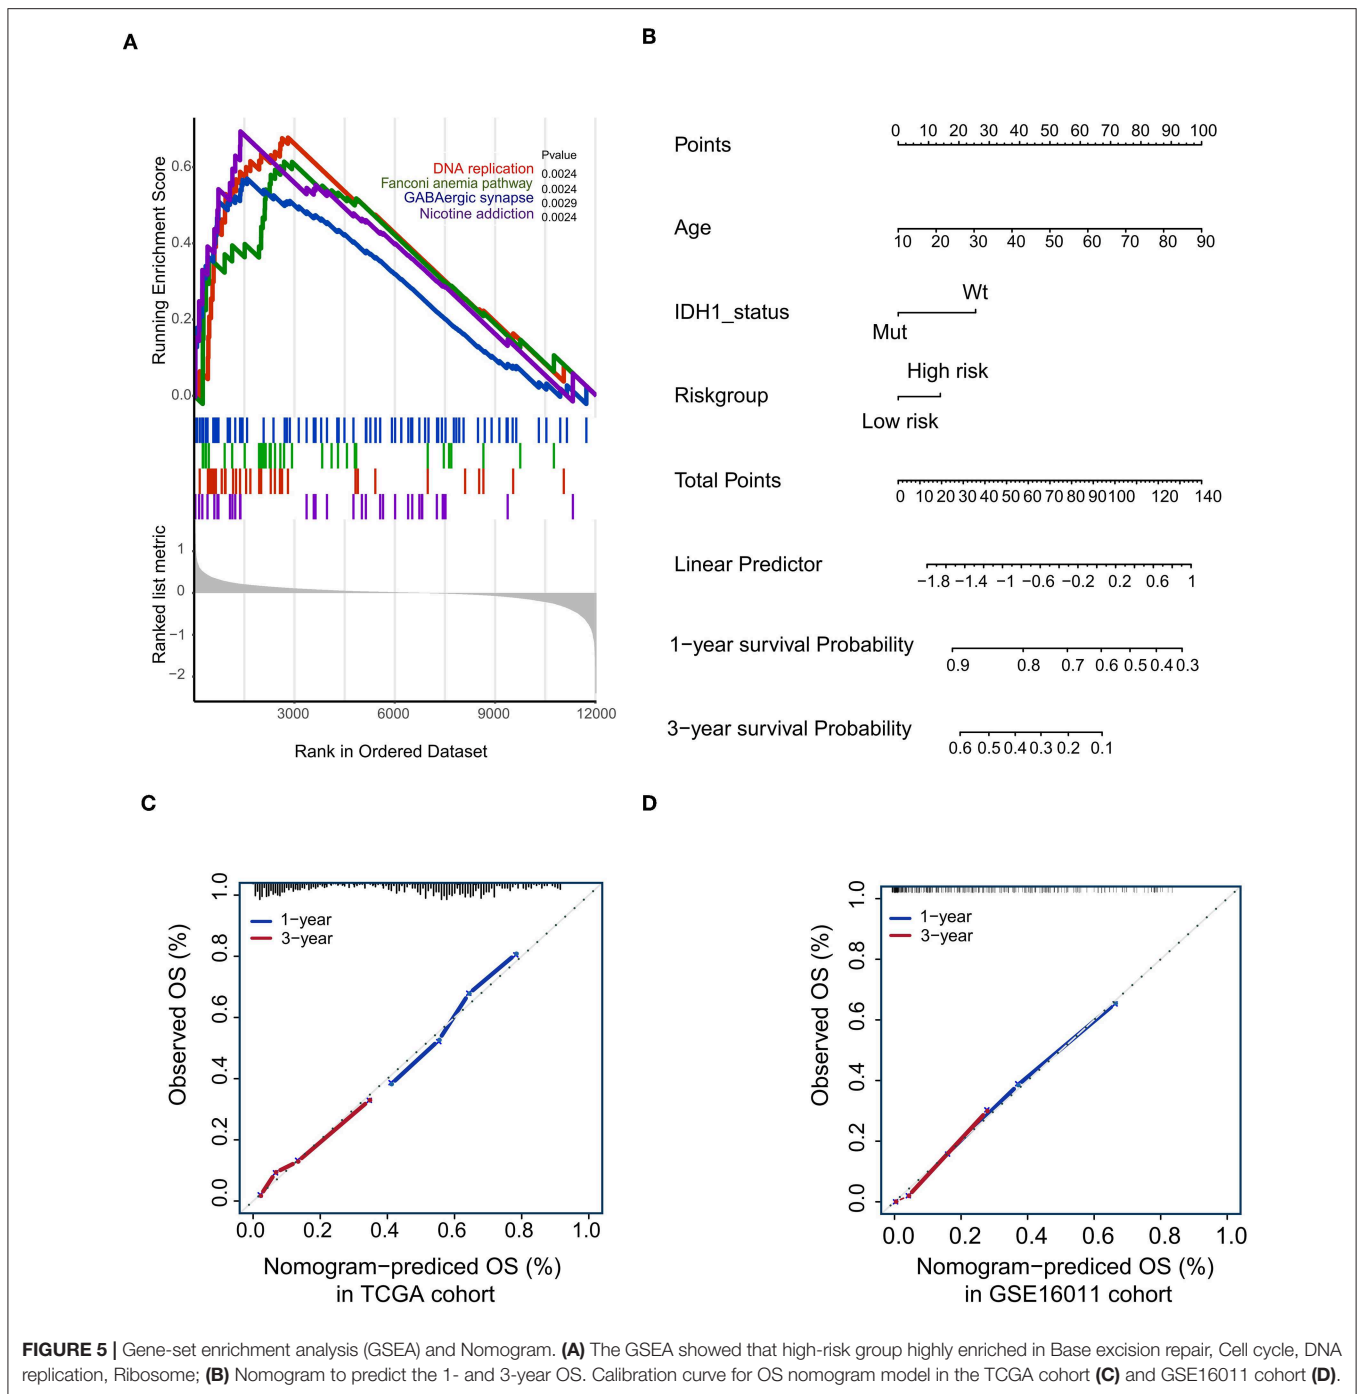 A
Running Enrichment Score
0.6
0.4
0.2
0.0
Pvalue
DNA replication 0.0024
Fanconi anemia pathway 0.0024
GABAergic synapse 0.0029
Nicotine addiction 0.0024
Ranked list metric
1
0
−1
−2
3000 6000 9000 12000
Rank in Ordered Dataset
B
Points
0 10 20 30 40 50 60 70 80 90 100
Age
10 20 30 40 50 60 70 80 90
Wt
IDH1_status
Mut
High risk
Riskgroup
Low risk
Total Points
0 10 20 30 40 50 60 70 80 90 100 120 140
Linear Predictor
−1.8 −1.4 −1 −0.6 −0.2 0.2 0.6 1
1−year survival Probability
0.9 0.8 0.7 0.6 0.5 0.4 0.3
3−year survival Probability
0.6 0.5 0.4 0.3 0.2 0.1
C
Observed OS (%)
1.0
0.8
0.6
0.4
0.2
0.0
1−year
3−year
0.0 0.2 0.4 0.6 0.8 1.0
Nomogram−prediced OS (%)
in TCGA cohort
D
Observed OS (%)
1.0
0.8
0.6
0.4
0.2
0.0
1−year
3−year
0.0 0.2 0.4 0.6 0.8 1.0
Nomogram−prediced OS (%)
in GSE16011 cohort
FIGURE 5 | Gene-set enrichment analysis (GSEA) and Nomogram. (A) The GSEA showed that high-risk group highly enriched in Base excision repair, Cell cycle, DNA
replication, Ribosome; (B) Nomogram to predict the 1- and 3-year OS. Calibration curve for OS nomogram model in the TCGA cohort (C) and GSE16011 cohort (D).